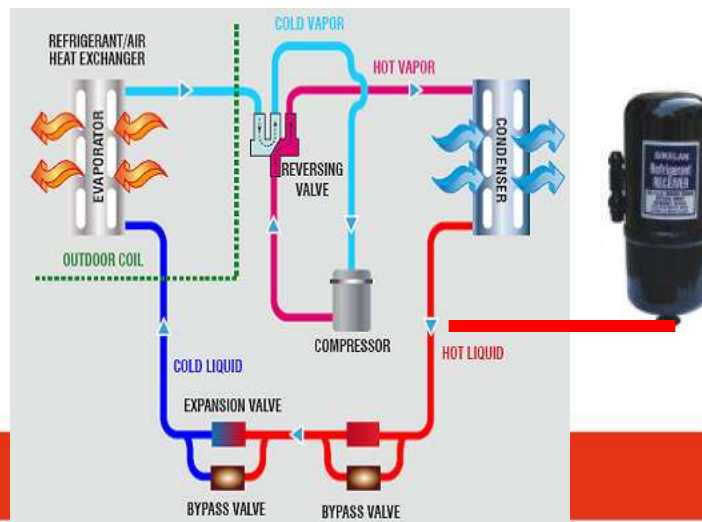 COLD VAPOR
REFRIGERANT/AIR
HEAT EXCHANGER
HOT VAPOR
EVAPORATOR
CONDENSER
REVERSING
VALVE
SIKELAN
Refrigerant
RECEIVER
OUTDOOR COIL
COMPRESSOR
COLD LIQUID
HOT LIQUID
EXPANSION VALVE
BYPASS VALVE
BYPASS VALVE